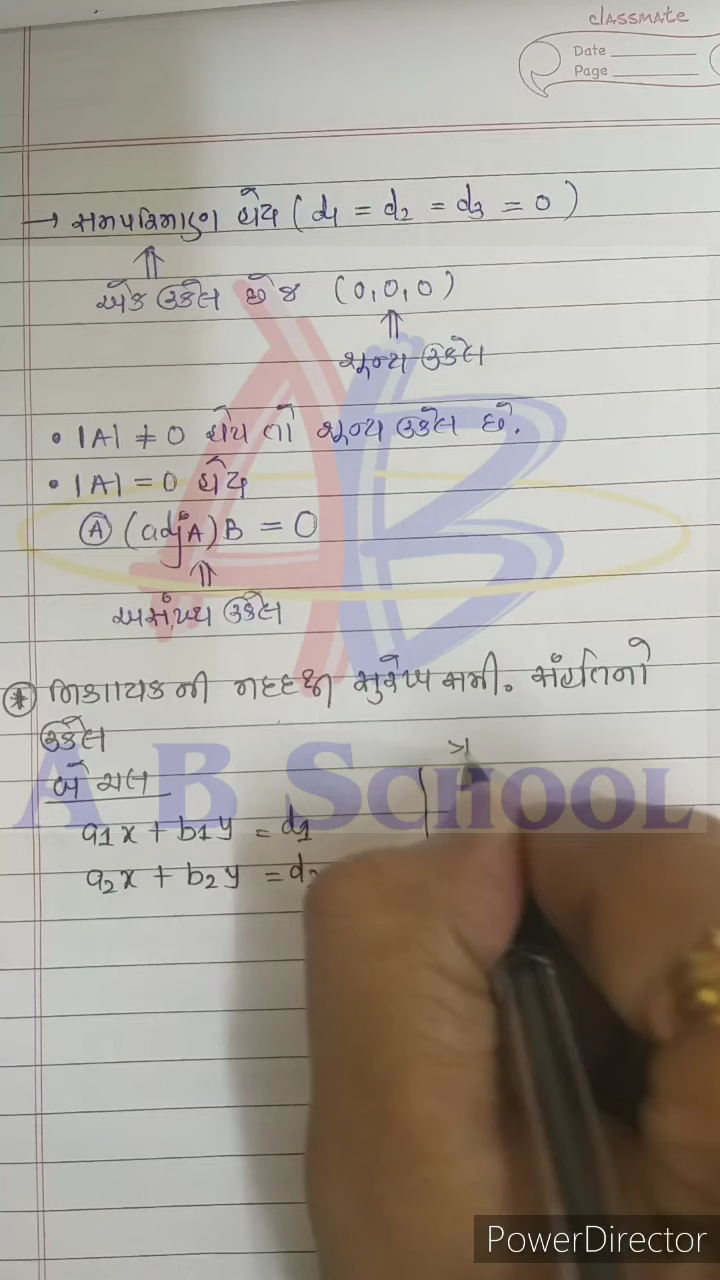 classmate
Date
Page
→ સમપરિમાણ હોય ( d1 = d2 = d3 = 0 )
⇑
એક ઉકેલ છે જ (0,0,0)
⇑
શૂન્ય ઉકેલ
• |A| ≠ 0 હોય તો શૂન્ય ઉકેલ છે.
• |A| = 0 હોય
Ⓐ (adjA)B = 0
⇑
અસંખ્ય ઉકેલ
⊛ નિશ્ચાયકની મદદથી સુરેખ સમી. સંહતિનો
ઉકેલ
બે ચલ
a1x + b1y = d1
a2x + b2y = d2
AB
A B SCHOOL
PowerDirector